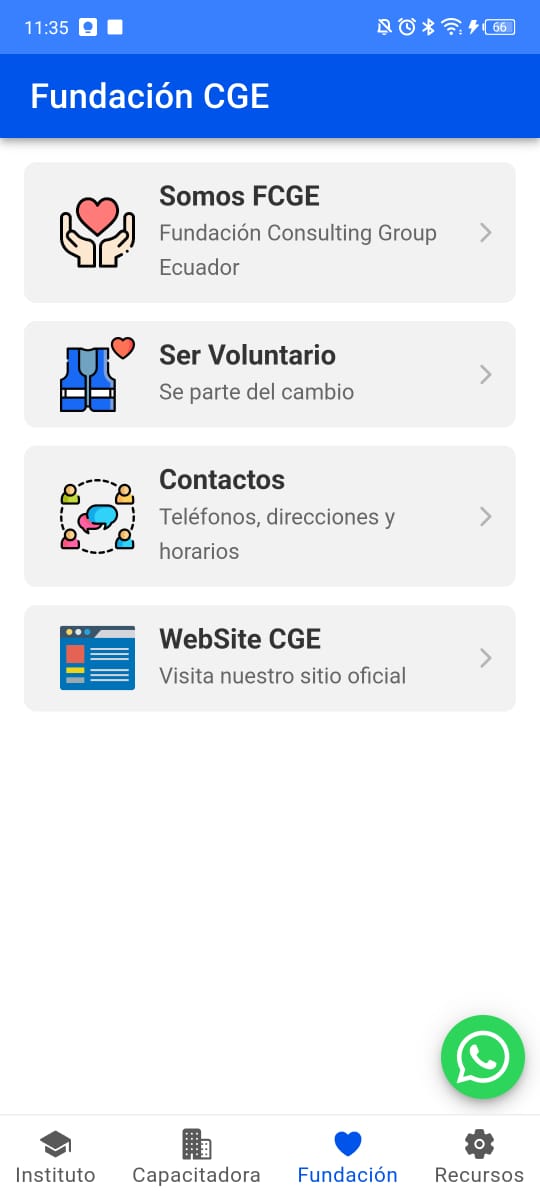 11:35
66
Fundación CGE
Somos FCGE
Fundación Consulting Group
Ecuador
Ser Voluntario
Se parte del cambio
Contactos
Teléfonos, direcciones y
horarios
WebSite CGE
Visita nuestro sitio oficial
Instituto
Capacitadora
Fundación
Recursos